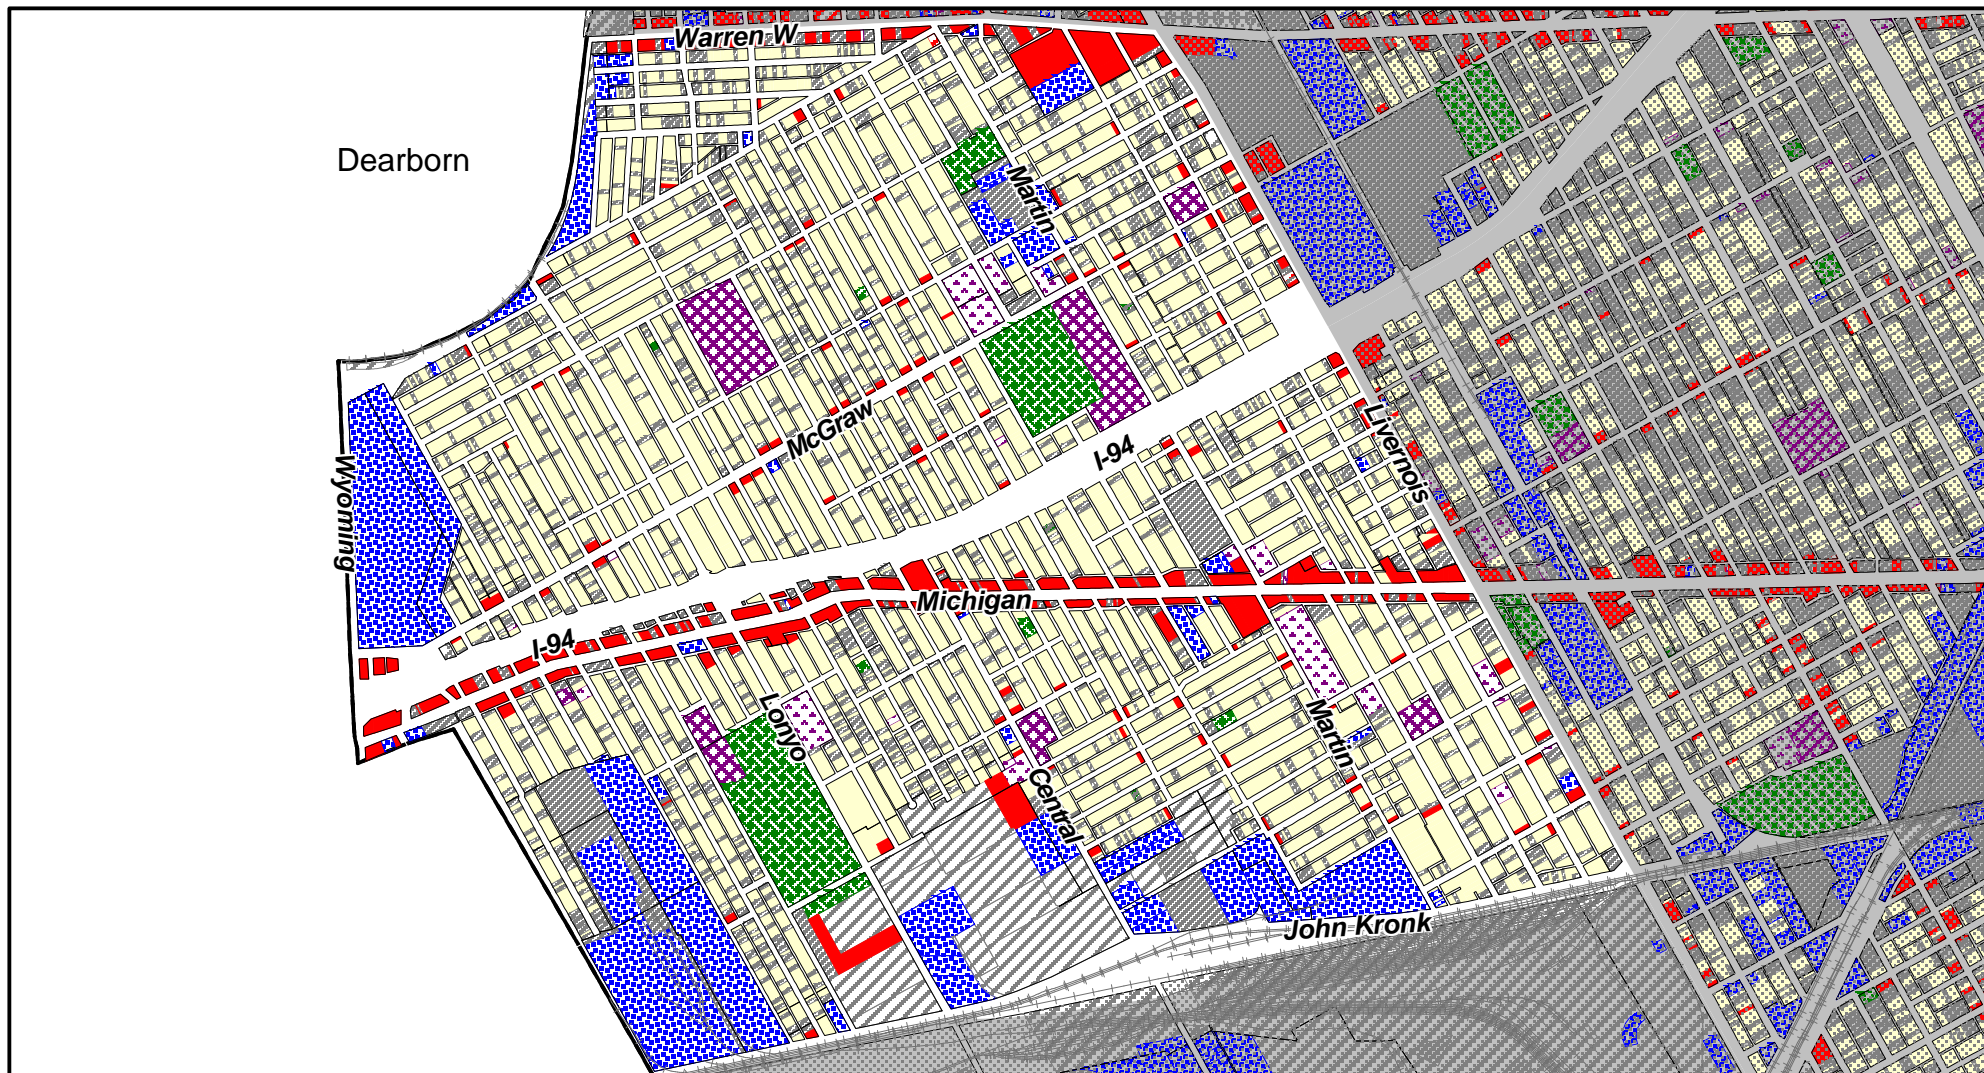 Warren W
Dearborn
Martin
McGraw
Livernois
I-94
Wyoming
Michigan
I-94
Lonyo
Martin
Central
John Kronk